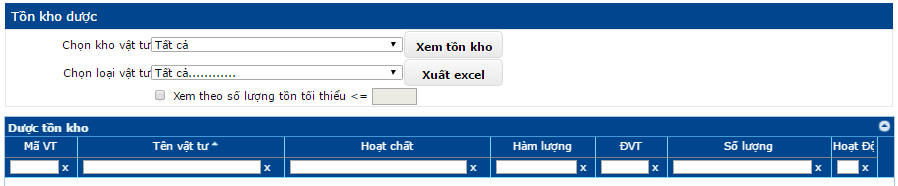 Tồn kho dược
Chọn kho vật tư Tất cả Xem tồn kho
Chọn loại vật tư Tất cả............ Xuất excel
Xem theo số lượng tồn tối thiểu <=
Dược tồn kho
Mã VT Tên vật tư Hoạt chất Hàm lượng ĐVT Số lượng Hoạt Độ
x x x x x x x